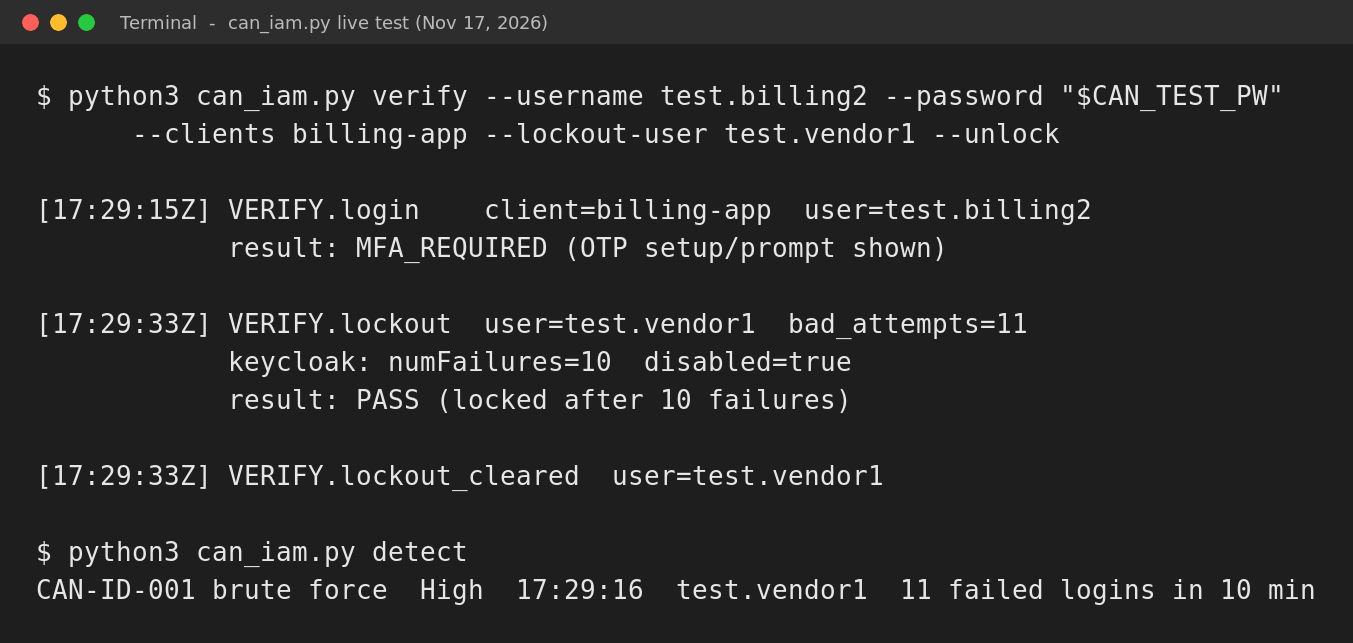 Terminal - can_iam.py live test (Nov 17, 2026)
$ python3 can_iam.py verify --username test.billing2 --password "$CAN_TEST_PW"
--clients billing-app --lockout-user test.vendor1 --unlock
[17:29:15Z] VERIFY.login client=billing-app user=test.billing2
result: MFA_REQUIRED (OTP setup/prompt shown)
[17:29:33Z] VERIFY.lockout user=test.vendor1 bad_attempts=11
keycloak: numFailures=10 disabled=true
result: PASS (locked after 10 failures)
[17:29:33Z] VERIFY.lockout_cleared user=test.vendor1
$ python3 can_iam.py detect
CAN-ID-001 brute force High 17:29:16 test.vendor1 11 failed logins in 10 min